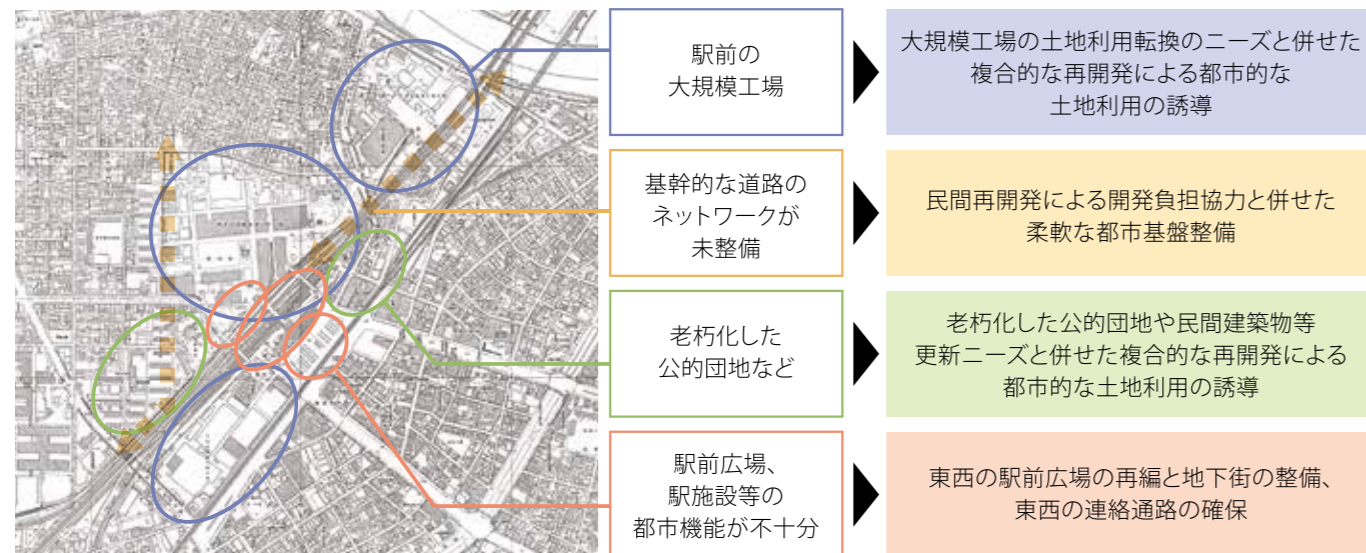 駅前の
大規模工場
大規模工場の土地利用転換のニーズと併せた
複合的な再開発による都市的な
土地利用の誘導
基幹的な道路の
ネットワークが
未整備
民間再開発による開発負担協力と併せた
柔軟な都市基盤整備
老朽化した
公的団地など
老朽化した公的団地や民間建築物等
更新ニーズと併せた複合的な再開発による
都市的な土地利用の誘導
駅前広場、
駅施設等の
都市機能が不十分
東西の駅前広場の再編と地下街の整備、
東西の連絡通路の確保